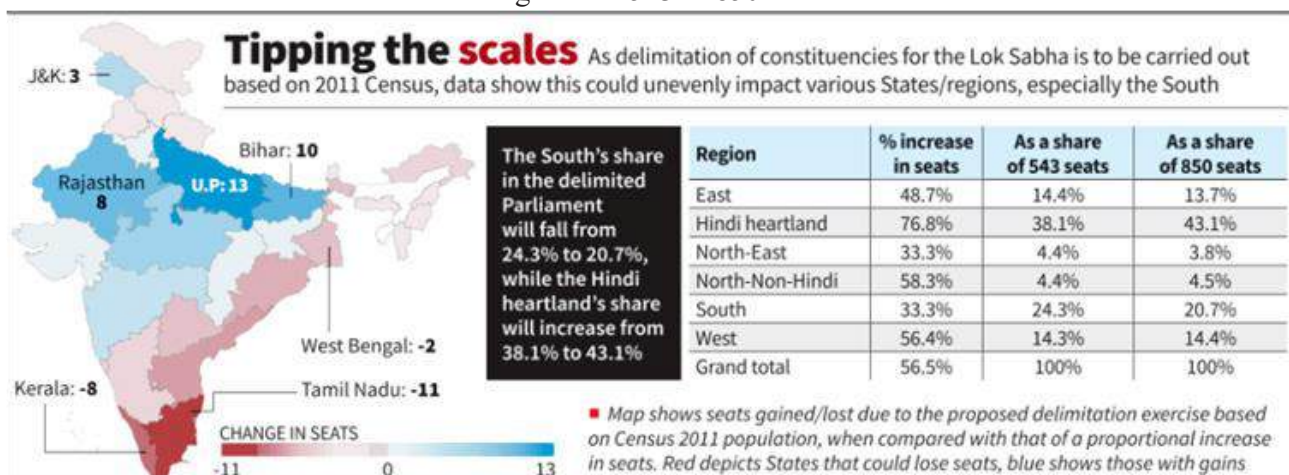 Tipping the scales As delimitation of constituencies for the Lok Sabha is to be carried out
based on 2011 Census, data show this could unevenly impact various States/regions, especially the South
J&K: 3
Bihar: 10
Rajasthan
8
U.P: 13
West Bengal: -2
Kerala: -8
Tamil Nadu: -11
CHANGE IN SEATS
-11 0 13
The South's share
in the delimited
Parliament
will fall from
24.3% to 20.7%,
while the Hindi
heartland's share
will increase from
38.1% to 43.1%
Region % increase in seats As a share of 543 seats As a share of 850 seats
East 48.7% 14.4% 13.7%
Hindi heartland 76.8% 38.1% 43.1%
North-East 33.3% 4.4% 3.8%
North-Non-Hindi 58.3% 4.4% 4.5%
South 33.3% 24.3% 20.7%
West 56.4% 14.3% 14.4%
Grand total 56.5% 100% 100%
Map shows seats gained/lost due to the proposed delimitation exercise based
on Census 2011 population, when compared with that of a proportional increase
in seats. Red depicts States that could lose seats, blue shows those with gains